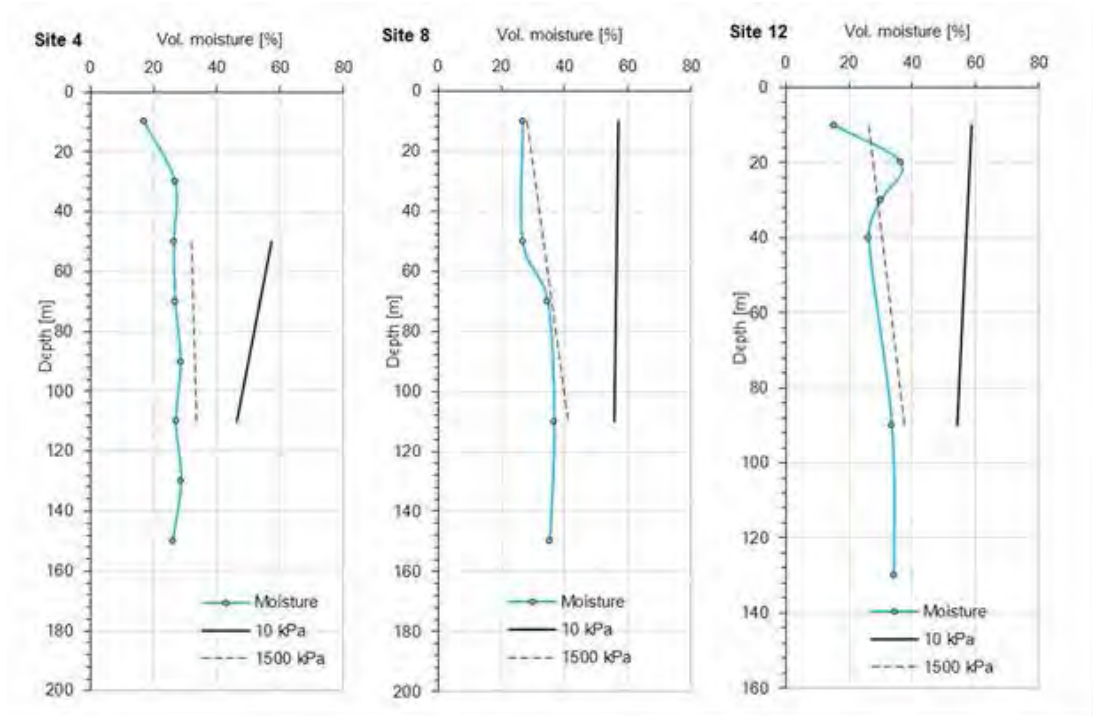 Site 4
Vol. moisture [%]
0 20 40 60 80
0
20
40
60
80
100
120
140
160
180
200
Depth [m]
Moisture
10 kPa
1500 kPa
Site 8
Vol. moisture [%]
0 20 40 60 80
0
20
40
60
80
100
120
140
160
180
200
Depth [m]
Moisture
10 kPa
1500 kPa
Site 12
Vol. moisture [%]
0 20 40 60 80
0
20
40
60
80
100
120
140
160
Depth [m]
Moisture
10 kPa
1500 kPa